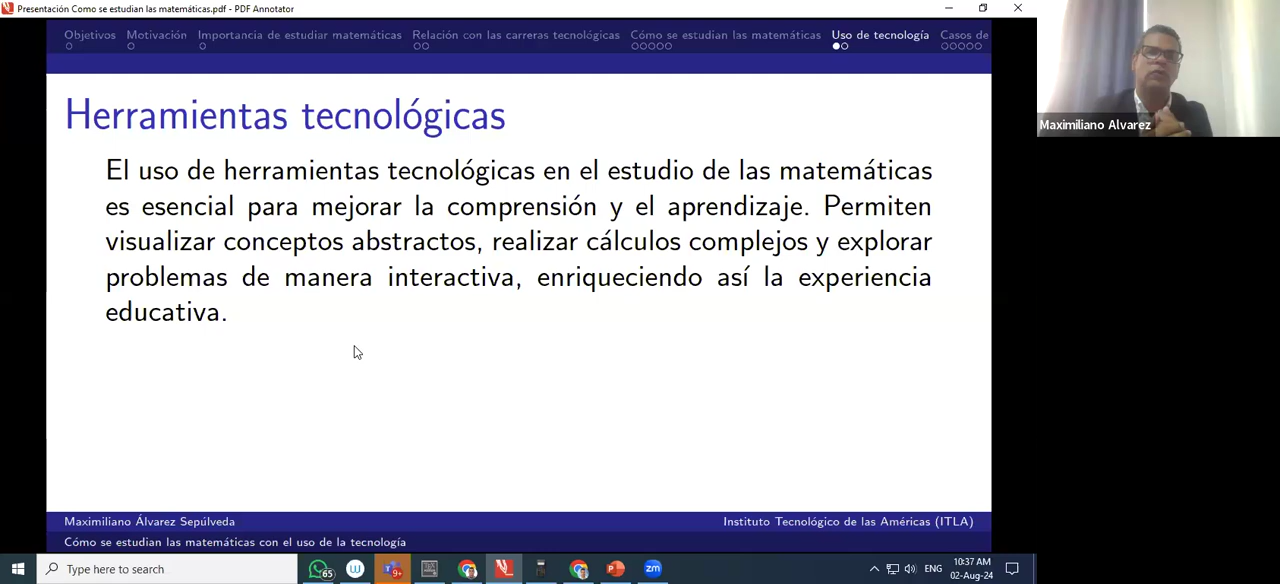 Presentación Como se estudian las matemáticas.pdf - PDF Annotator
Objetivos Motivación Importancia de estudiar matemáticas Relación con las carreras tecnológicas Cómo se estudian las matemáticas Uso de tecnología Casos de
Herramientas tecnológicas
El uso de herramientas tecnológicas en el estudio de las matemáticas
es esencial para mejorar la comprensión y el aprendizaje. Permiten
visualizar conceptos abstractos, realizar cálculos complejos y explorar
problemas de manera interactiva, enriqueciendo así la experiencia
educativa.
Maximiliano Alvarez
Maximiliano Álvarez Sepúlveda Instituto Tecnológico de las Américas (ITLA)
Cómo se estudian las matemáticas con el uso de la tecnología
Type here to search
65
W
9+
zm
ENG
10:37 AM
02-Aug-24